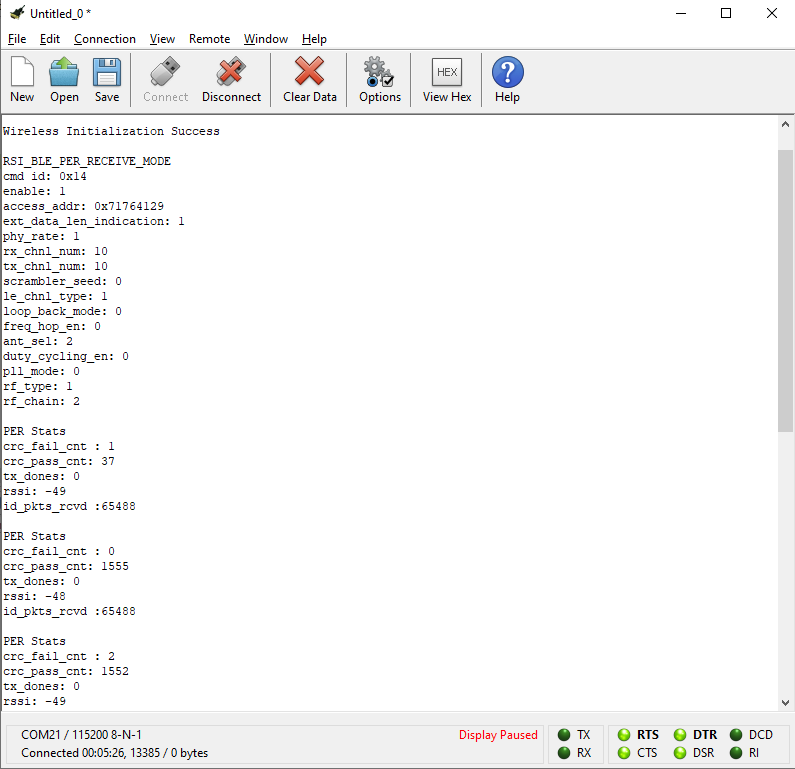 Untitled_0 *
File Edit Connection View Remote Window Help
HEX ?
New Open Save Connect Disconnect Clear Data Options View Hex Help
Wireless Initialization Success
RSI_BLE_PER_RECEIVE_MODE
cmd id: 0x14
enable: 1
access_addr: 0x71764129
ext_data_len_indication: 1
phy_rate: 1
rx_chnl_num: 10
tx_chnl_num: 10
scrambler_seed: 0
le_chnl_type: 1
loop_back_mode: 0
freq_hop_en: 0
ant_sel: 2
duty_cycling_en: 0
pll_mode: 0
rf_type: 1
rf_chain: 2
PER Stats
crc_fail_cnt : 1
crc_pass_cnt: 37
tx_dones: 0
rssi: -49
id_pkts_rcvd :65488
PER Stats
crc_fail_cnt : 0
crc_pass_cnt: 1555
tx_dones: 0
rssi: -48
id_pkts_rcvd :65488
PER Stats
crc_fail_cnt : 2
crc_pass_cnt: 1552
tx_dones: 0
rssi: -49
COM21 / 115200 8-N-1 Display Paused TX RTS DTR DCD
Connected 00:05:26, 13385 / 0 bytes RX CTS DSR RI